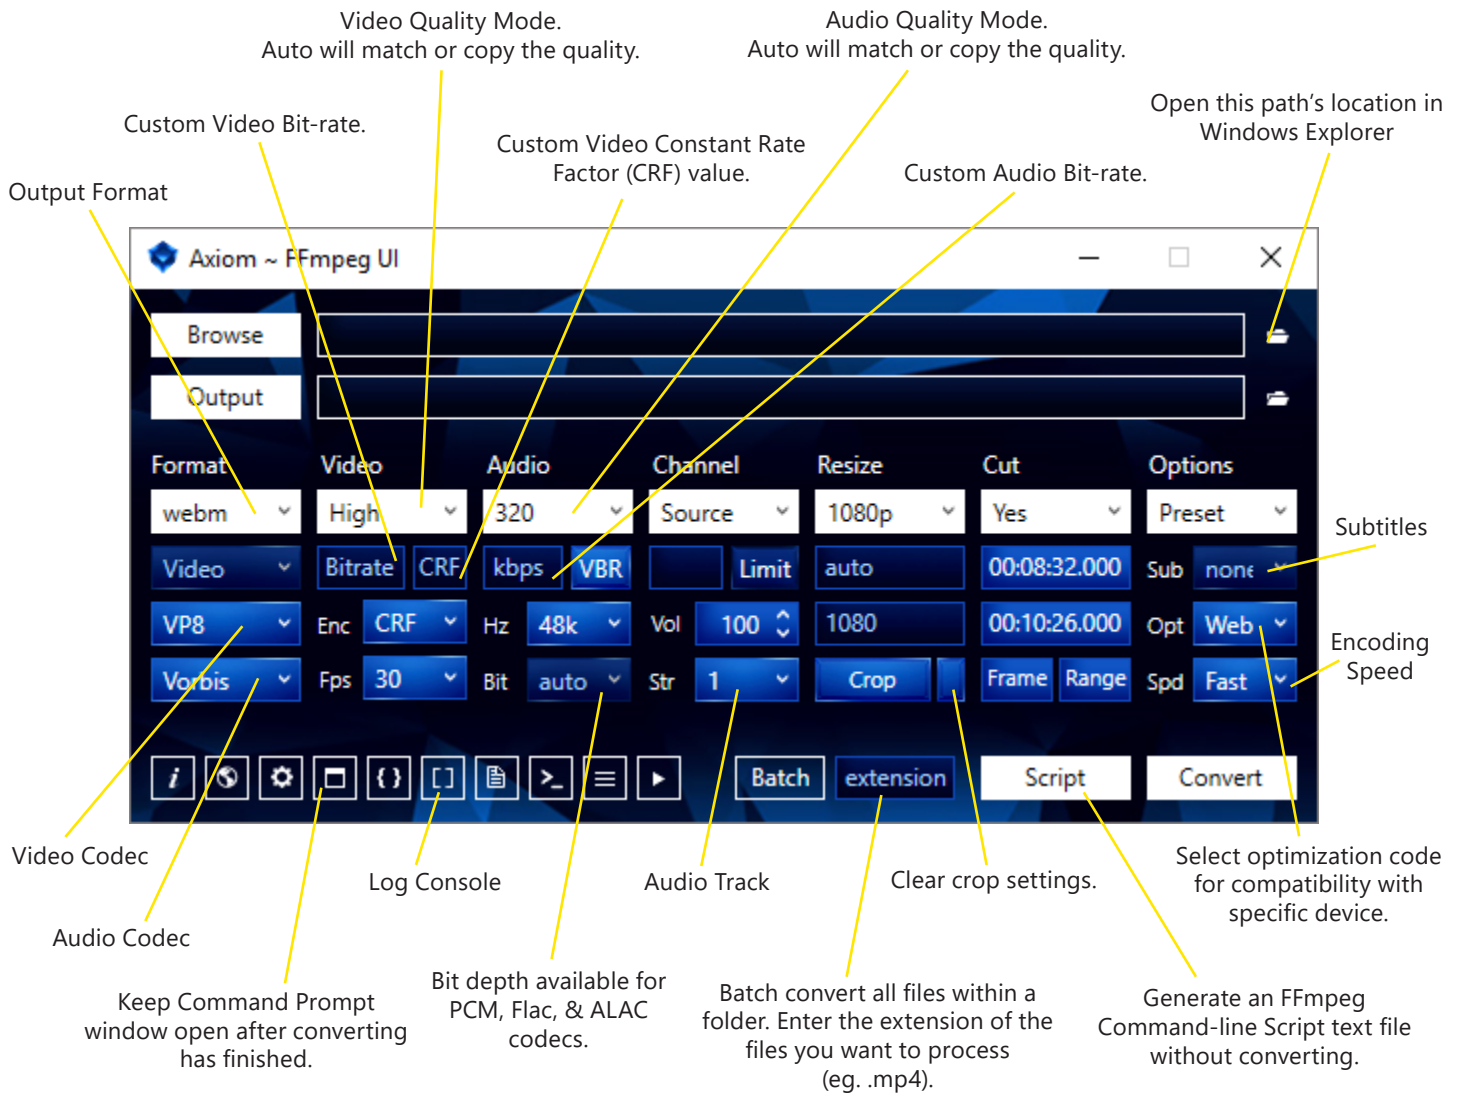 Video Quality Mode.
Auto will match or copy the quality.
Audio Quality Mode.
Auto will match or copy the quality.
Open this path's location in
Windows Explorer
Custom Video Bit-rate.
Custom Video Constant Rate
Factor (CRF) value.
Custom Audio Bit-rate.
Output Format
Axiom ~ FFmpeg UI
Browse
Output
Format Video Audio Channel Resize Cut Options
webm High 320 Source 1080p Yes Preset
Video Bitrate CRF kbps VBR Limit auto 00:08:32.000 Sub none
VP8 Enc CRF Hz 48k Vol 100 1080 00:10:26.000 Opt Web
Vorbis Fps 30 Bit auto Str 1 Crop Frame Range Spd Fast
Subtitles
Encoding
Speed
i { } [ ] >_ Batch extension Script Convert
Video Codec
Log Console
Audio Track
Clear crop settings.
Select optimization code
for compatibility with
specific device.
Audio Codec
Keep Command Prompt
window open after converting
has finished.
Bit depth available for
PCM, Flac, & ALAC
codecs.
Batch convert all files within a
folder. Enter the extension of the
files you want to process
(eg. .mp4).
Generate an FFmpeg
Command-line Script text file
without converting.